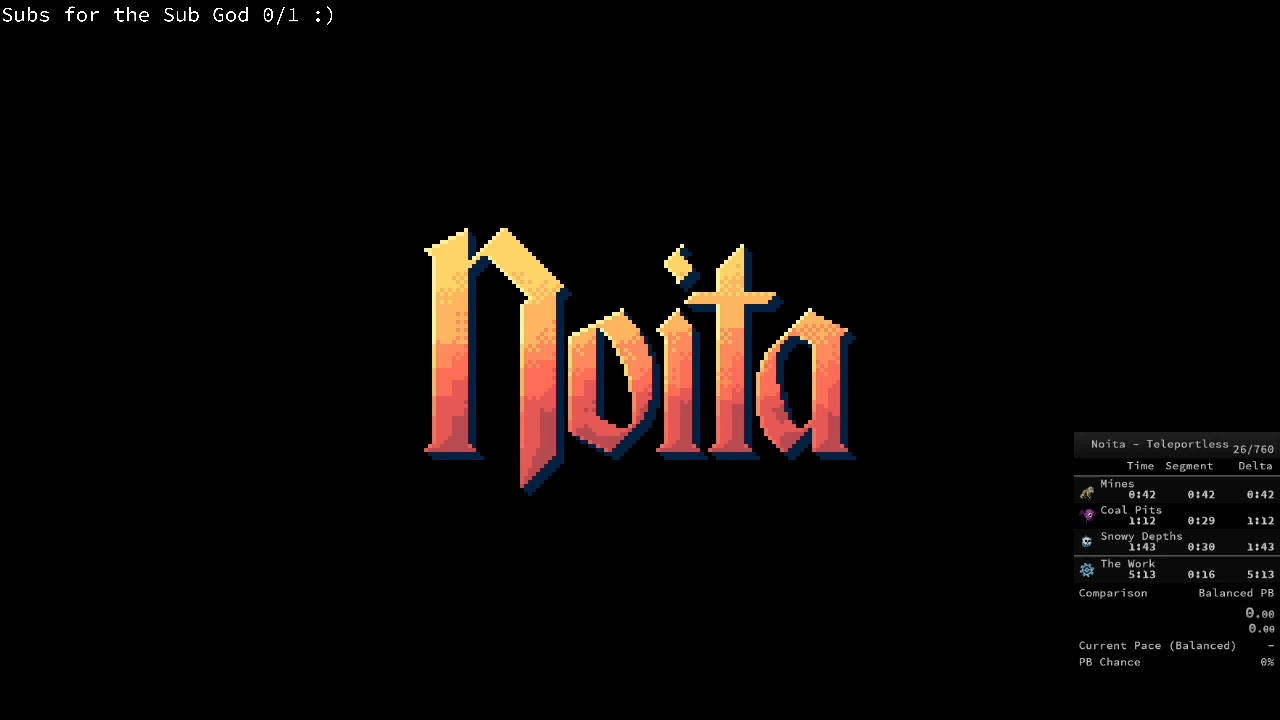 Subs for the Sub God 0/1 :)
Noita
Noita - Teleportless 26/760
Time Segment Delta
Mines
0:42 0:42 0:42
Coal Pits
1:12 0:29 1:12
Snowy Depths
1:43 0:30 1:43
The Work
5:13 0:16 5:13
Comparison Balanced PB
0.00
0.00
Current Pace (Balanced) -
PB Chance 0%